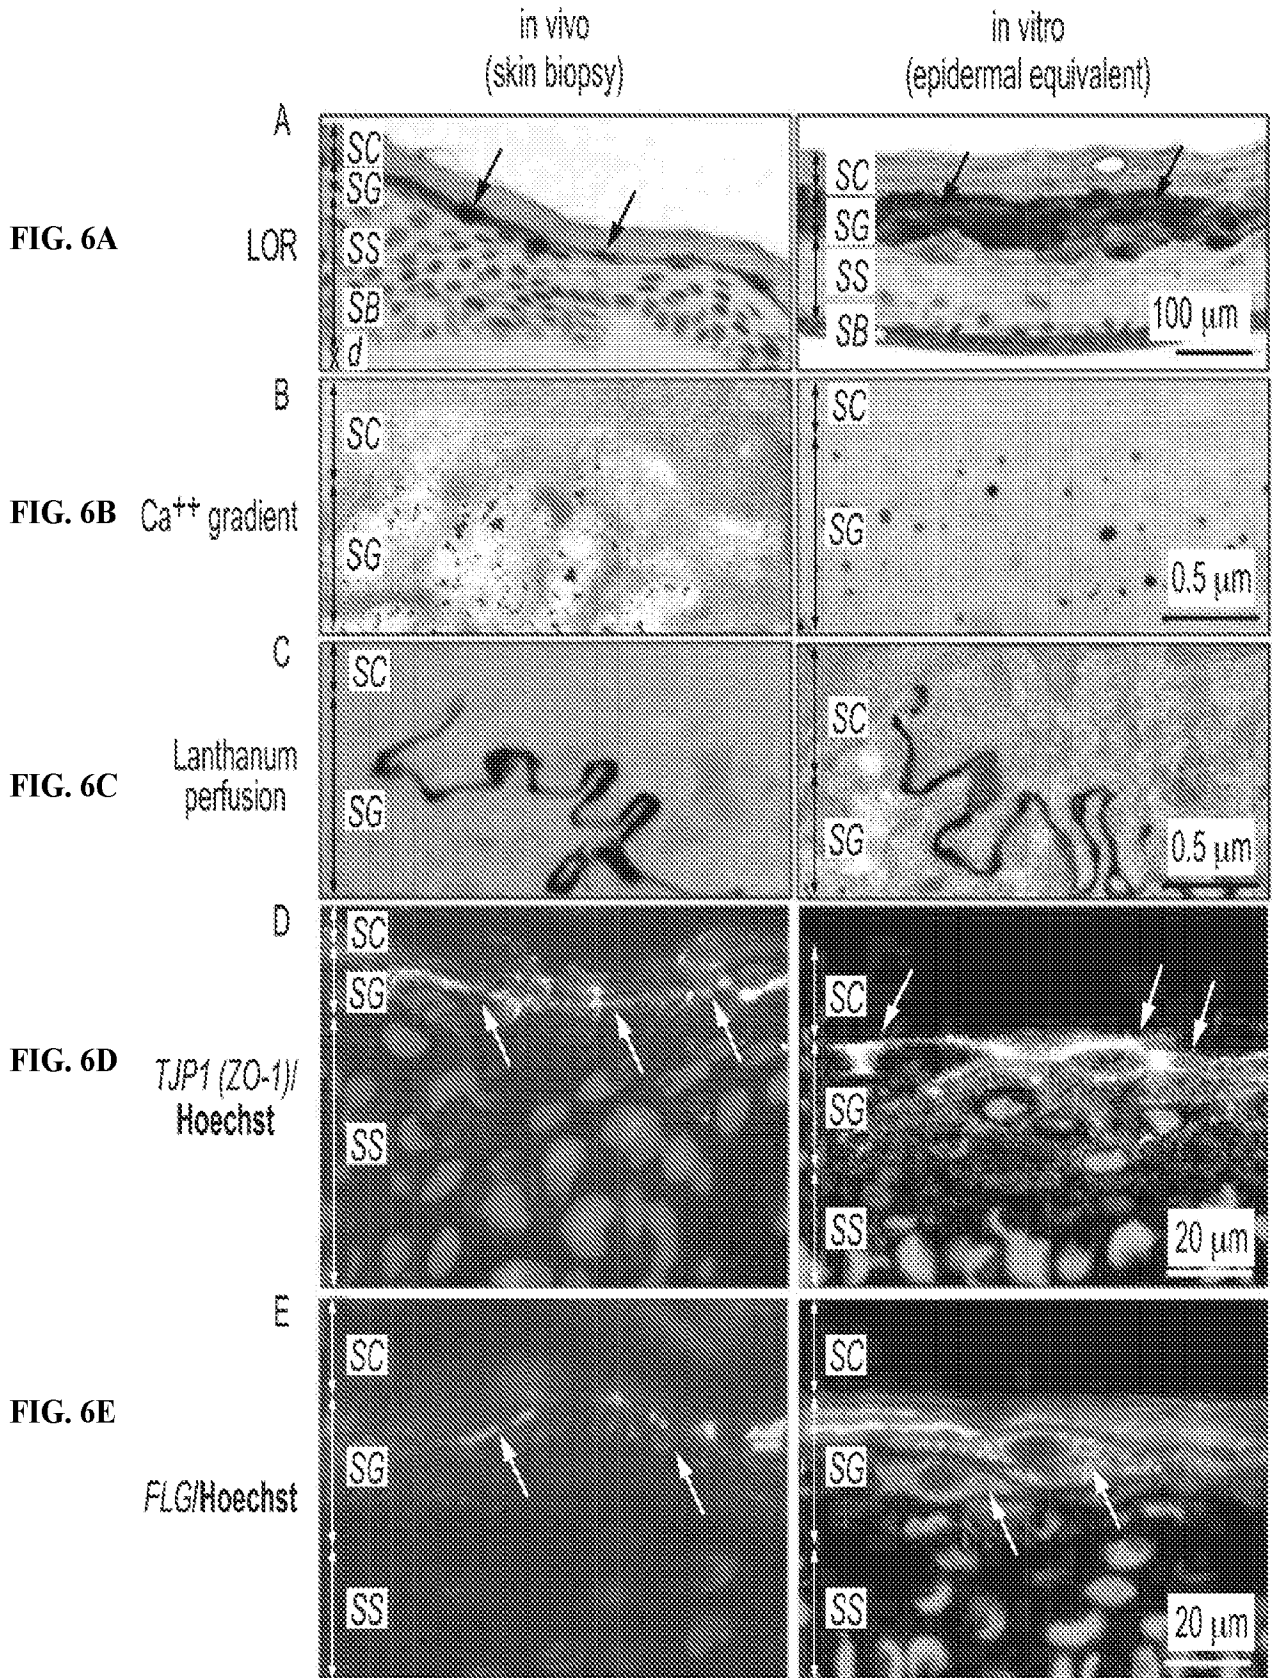 in vivo
(skin biopsy)
in vitro
(epidermal equivalent)
A
FIG. 6A
LOR
SC
SG
SS
SB
d
SC
SG
SS
SB
100 µm
B
FIG. 6B
Ca⁺⁺ gradient
SC
SG
SC
SG
0.5 µm
C
FIG. 6C
Lanthanum
perfusion
SC
SG
SC
SG
0.5 µm
D
FIG. 6D
TJP1 (ZO-1)/
Hoechst
SC
SG
SS
SC
SG
SS
20 µm
E
FIG. 6E
FLG/Hoechst
SC
SG
SS
SC
SG
SS
20 µm